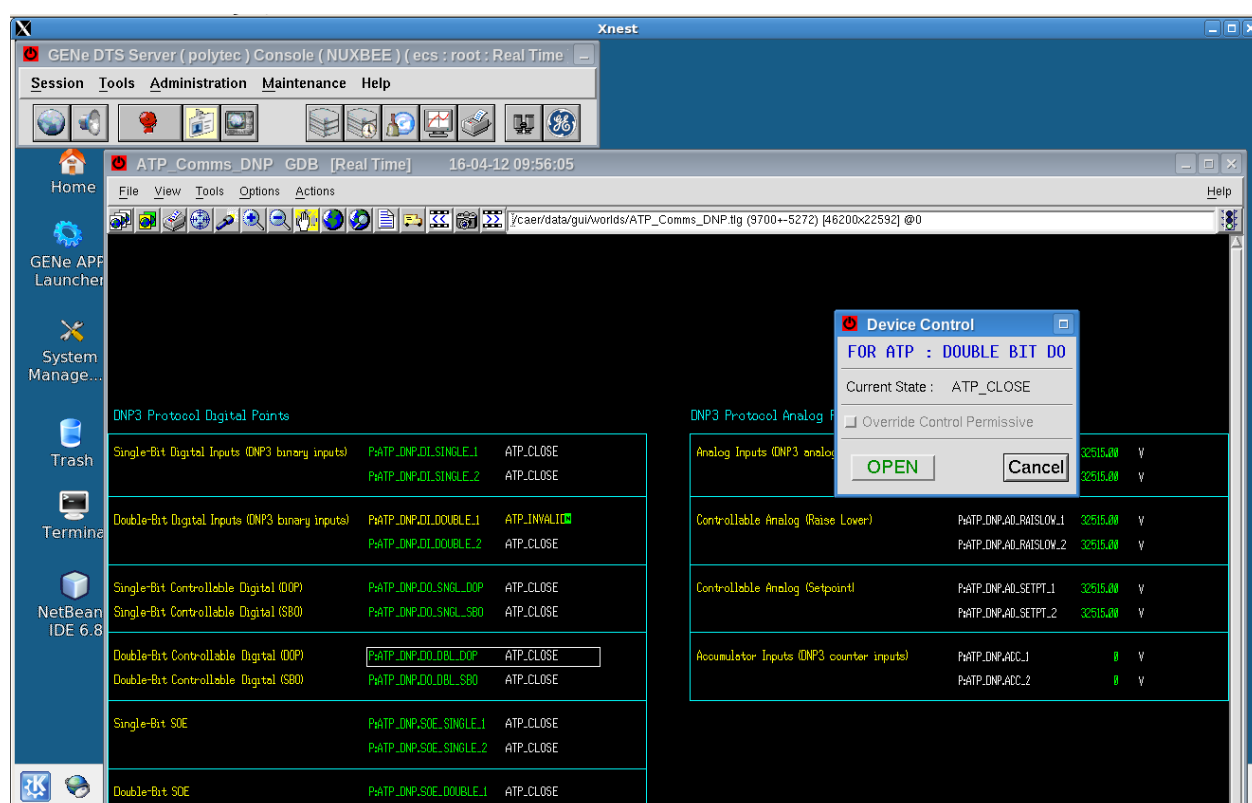 Xnest
GENe DTS Server ( polytec ) Console ( NUXBEE ) ( ecs : root : Real Time
Session Tools Administration Maintenance Help
Home
GENe APP
Launcher
System
Manage...
Trash
Termina
NetBean
IDE 6.8
ATP_Comms_DNP GDB [Real Time] 16-04-12 09:56:05
File View Tools Options Actions Help
/caer/data/gui/worlds/ATP_Comms_DNP.tlg (9700+-5272) [46200x22592] @0
Device Control
FOR ATP : DOUBLE BIT DO
Current State : ATP_CLOSE
Override Control Permissive
OPEN Cancel
DNP3 Protocol Digital Points
Single-Bit Digital Inputs (DNP3 binary inputs) P:ATP_DNP.DI_SINGLE_1 ATP_CLOSE
P:ATP_DNP.DI_SINGLE_2 ATP_CLOSE
Double-Bit Digital Inputs (DNP3 binary inputs) P:ATP_DNP.DI_DOUBLE_1 ATP_INVALID
P:ATP_DNP.DI_DOUBLE_2 ATP_CLOSE
Single-Bit Controllable Digital (DOP) P:ATP_DNP.DO_SNGL_DOP ATP_CLOSE
Single-Bit Controllable Digital (SBO) P:ATP_DNP.DO_SNGL_SBO ATP_CLOSE
Double-Bit Controllable Digital (DOP) P:ATP_DNP.DO_DBL_DOP ATP_CLOSE
Double-Bit Controllable Digital (SBO) P:ATP_DNP.DO_DBL_SBO ATP_CLOSE
Single-Bit SOE P:ATP_DNP.SOE_SINGLE_1 ATP_CLOSE
P:ATP_DNP.SOE_SINGLE_2 ATP_CLOSE
Double-Bit SOE P:ATP_DNP.SOE_DOUBLE_1 ATP_CLOSE
DNP3 Protocol Analog
Analog Inputs (DNP3 analog 32515.00 V
32515.00 V
Controllable Analog (Raise Lower) P:ATP_DNP.AO_RAISLOW_1 32515.00 V
P:ATP_DNP.AO_RAISLOW_2 32515.00 V
Controllable Analog (Setpoint) P:ATP_DNP.AO_SETPT_1 32515.00 V
P:ATP_DNP.AO_SETPT_2 32515.00 V
Accumulator Inputs (DNP3 counter inputs) P:ATP_DNP.ACC_1 0 V
P:ATP_DNP.ACC_2 0 V